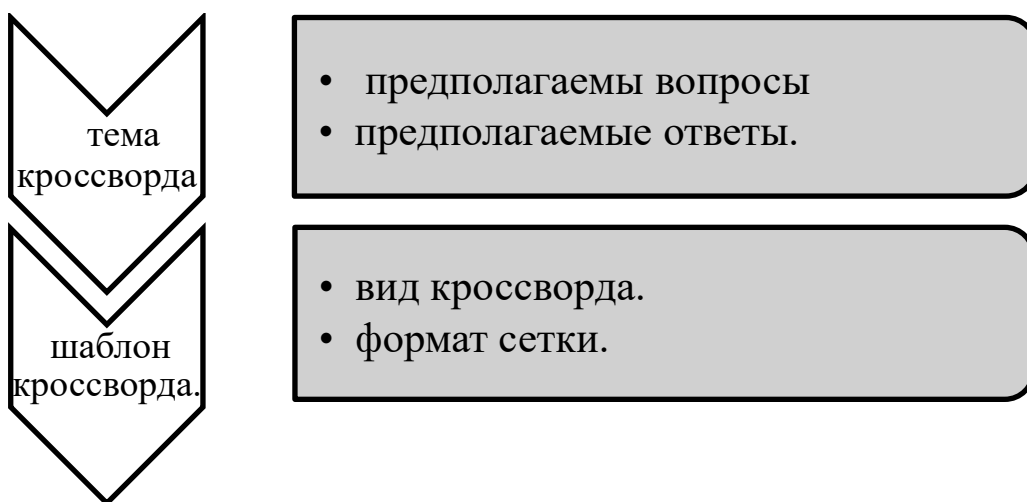 тема
кроссворда
• предполагаемы вопросы
• предполагаемые ответы.
шаблон
кроссворда.
• вид кроссворда.
• формат сетки.